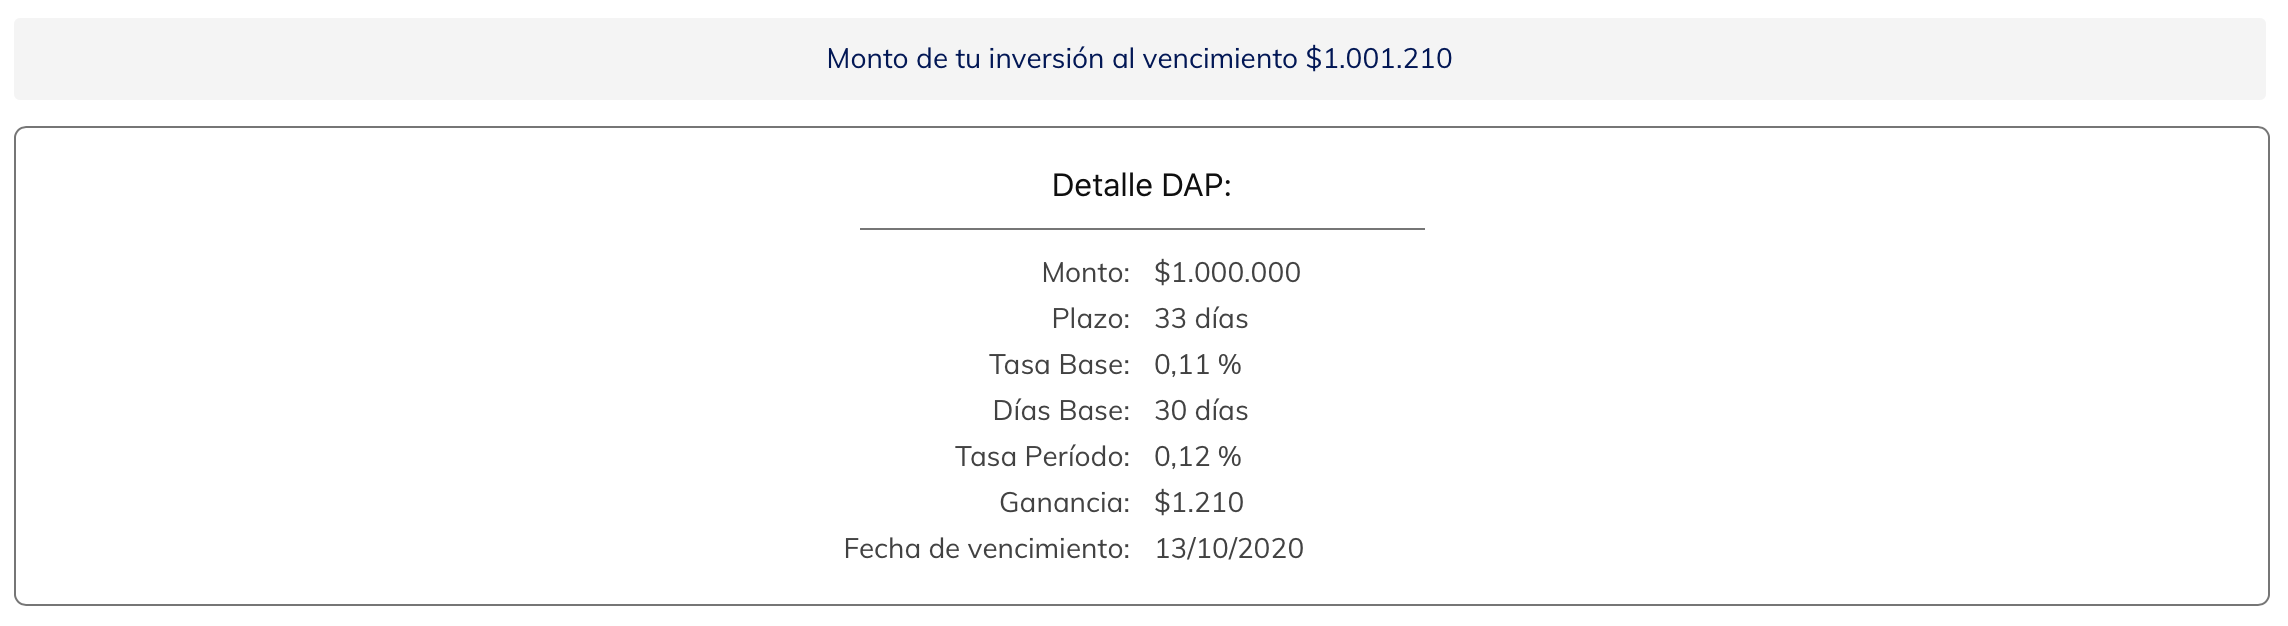 Monto de tu inversión al vencimiento $1.001.210
Detalle DAP:
Monto: $1.000.000
Plazo: 33 días
Tasa Base: 0,11 %
Días Base: 30 días
Tasa Período: 0,12 %
Ganancia: $1.210
Fecha de vencimiento: 13/10/2020